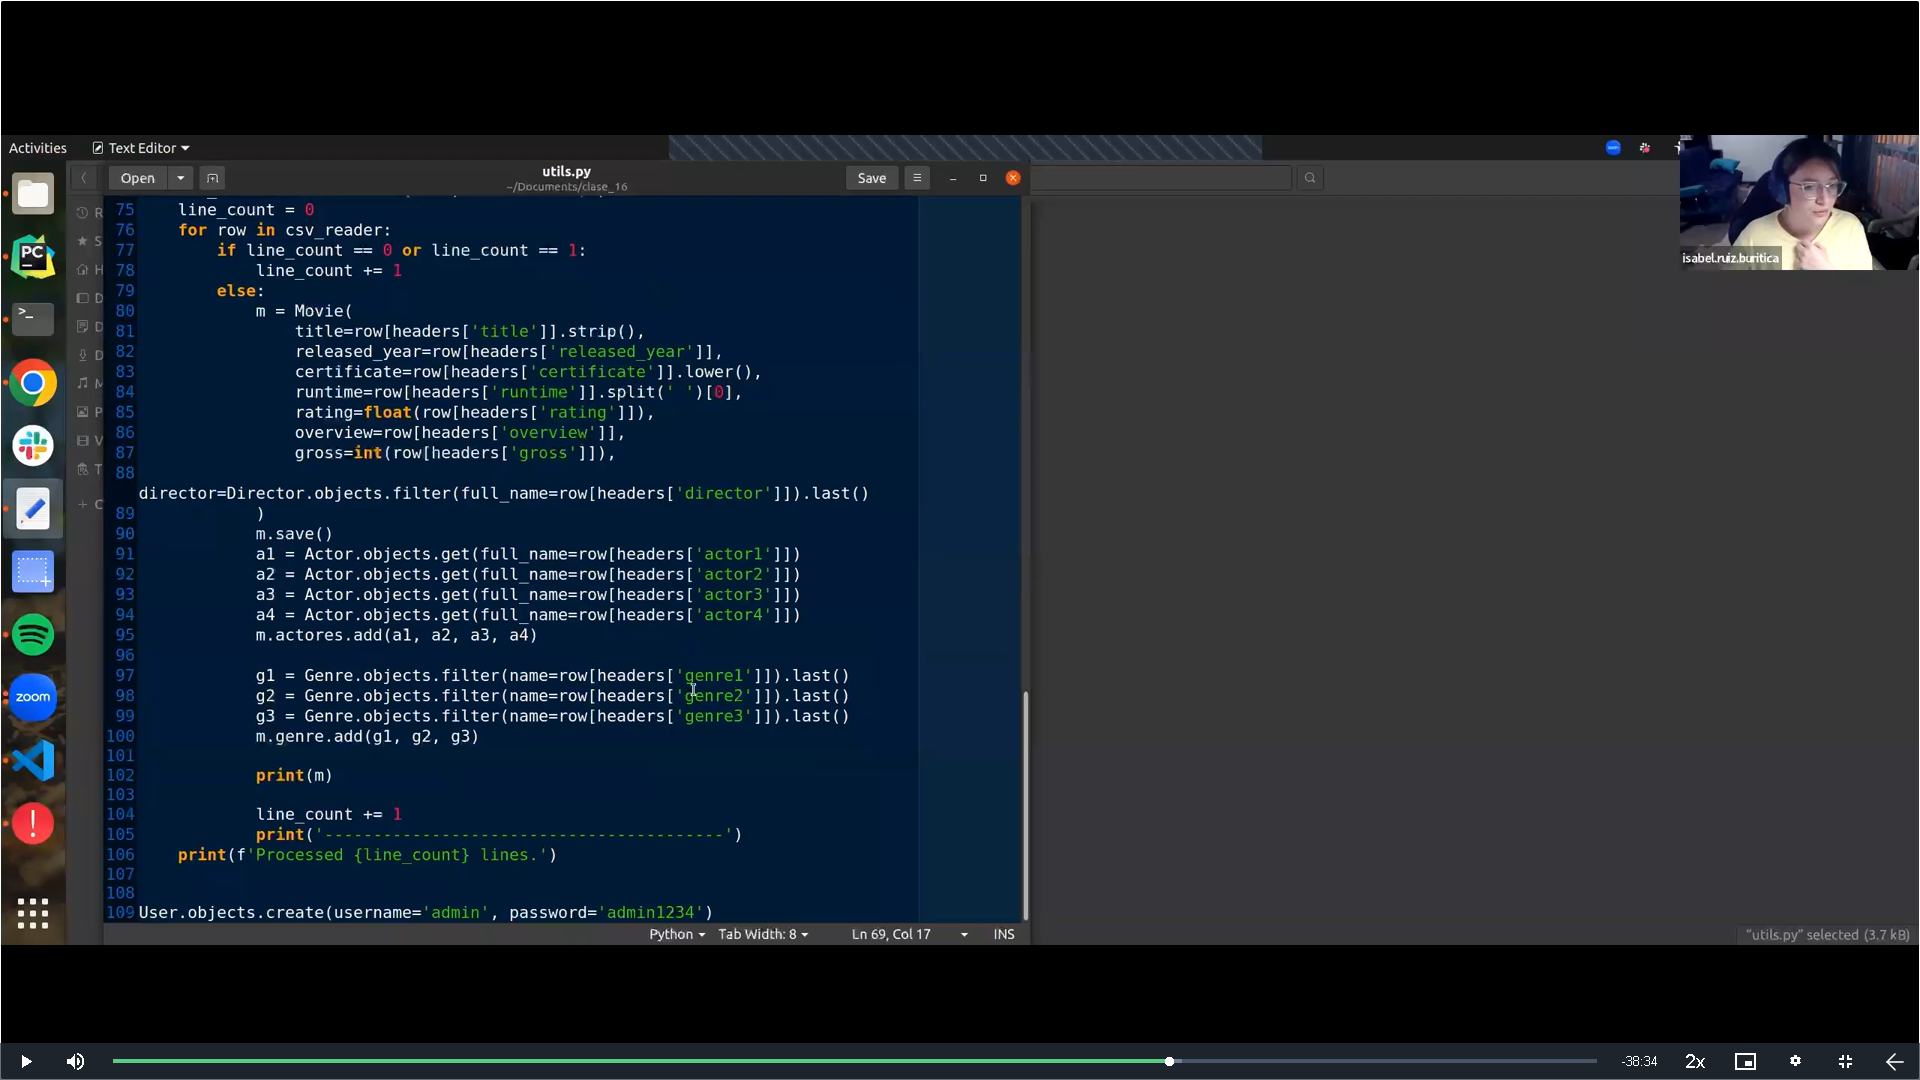 Activities
Text Editor
Open
utils.py
~/Documents/clase_16
Save
isabel.ruiz.buritica
75 line_count = 0
76 for row in csv_reader:
77 if line_count == 0 or line_count == 1:
78 line_count += 1
79 else:
80 m = Movie(
81 title=row[headers['title']].strip(),
82 released_year=row[headers['released_year']],
83 certificate=row[headers['certificate']].lower(),
84 runtime=row[headers['runtime']].split(' ')[0],
85 rating=float(row[headers['rating']]),
86 overview=row[headers['overview']],
87 gross=int(row[headers['gross']]),
88
director=Director.objects.filter(full_name=row[headers['director']]).last()
89 )
90 m.save()
91 a1 = Actor.objects.get(full_name=row[headers['actor1']])
92 a2 = Actor.objects.get(full_name=row[headers['actor2']])
93 a3 = Actor.objects.get(full_name=row[headers['actor3']])
94 a4 = Actor.objects.get(full_name=row[headers['actor4']])
95 m.actores.add(a1, a2, a3, a4)
96
97 g1 = Genre.objects.filter(name=row[headers['genre1']]).last()
98 g2 = Genre.objects.filter(name=row[headers['genre2']]).last()
99 g3 = Genre.objects.filter(name=row[headers['genre3']]).last()
100 m.genre.add(g1, g2, g3)
101
102 print(m)
103
104 line_count += 1
105 print('-----------------------------------------')
106 print(f'Processed {line_count} lines.')
107
108
109 User.objects.create(username='admin', password='admin1234')
PC
zoom
Python
Tab Width: 8
Ln 69, Col 17
INS
"utils.py" selected (3.7 kB)
-38:34
2x